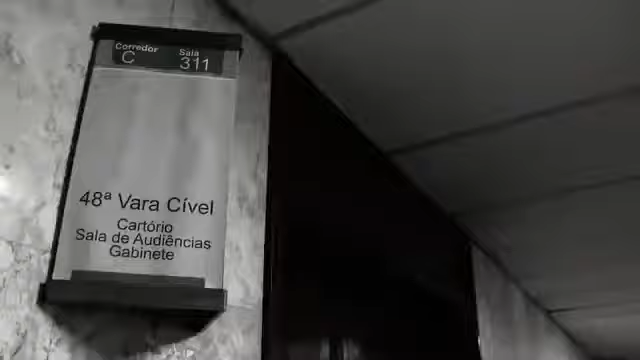 Corredor Sala
C 311
48ª Vara Cível
Cartório
Sala de Audiências
Gabinete